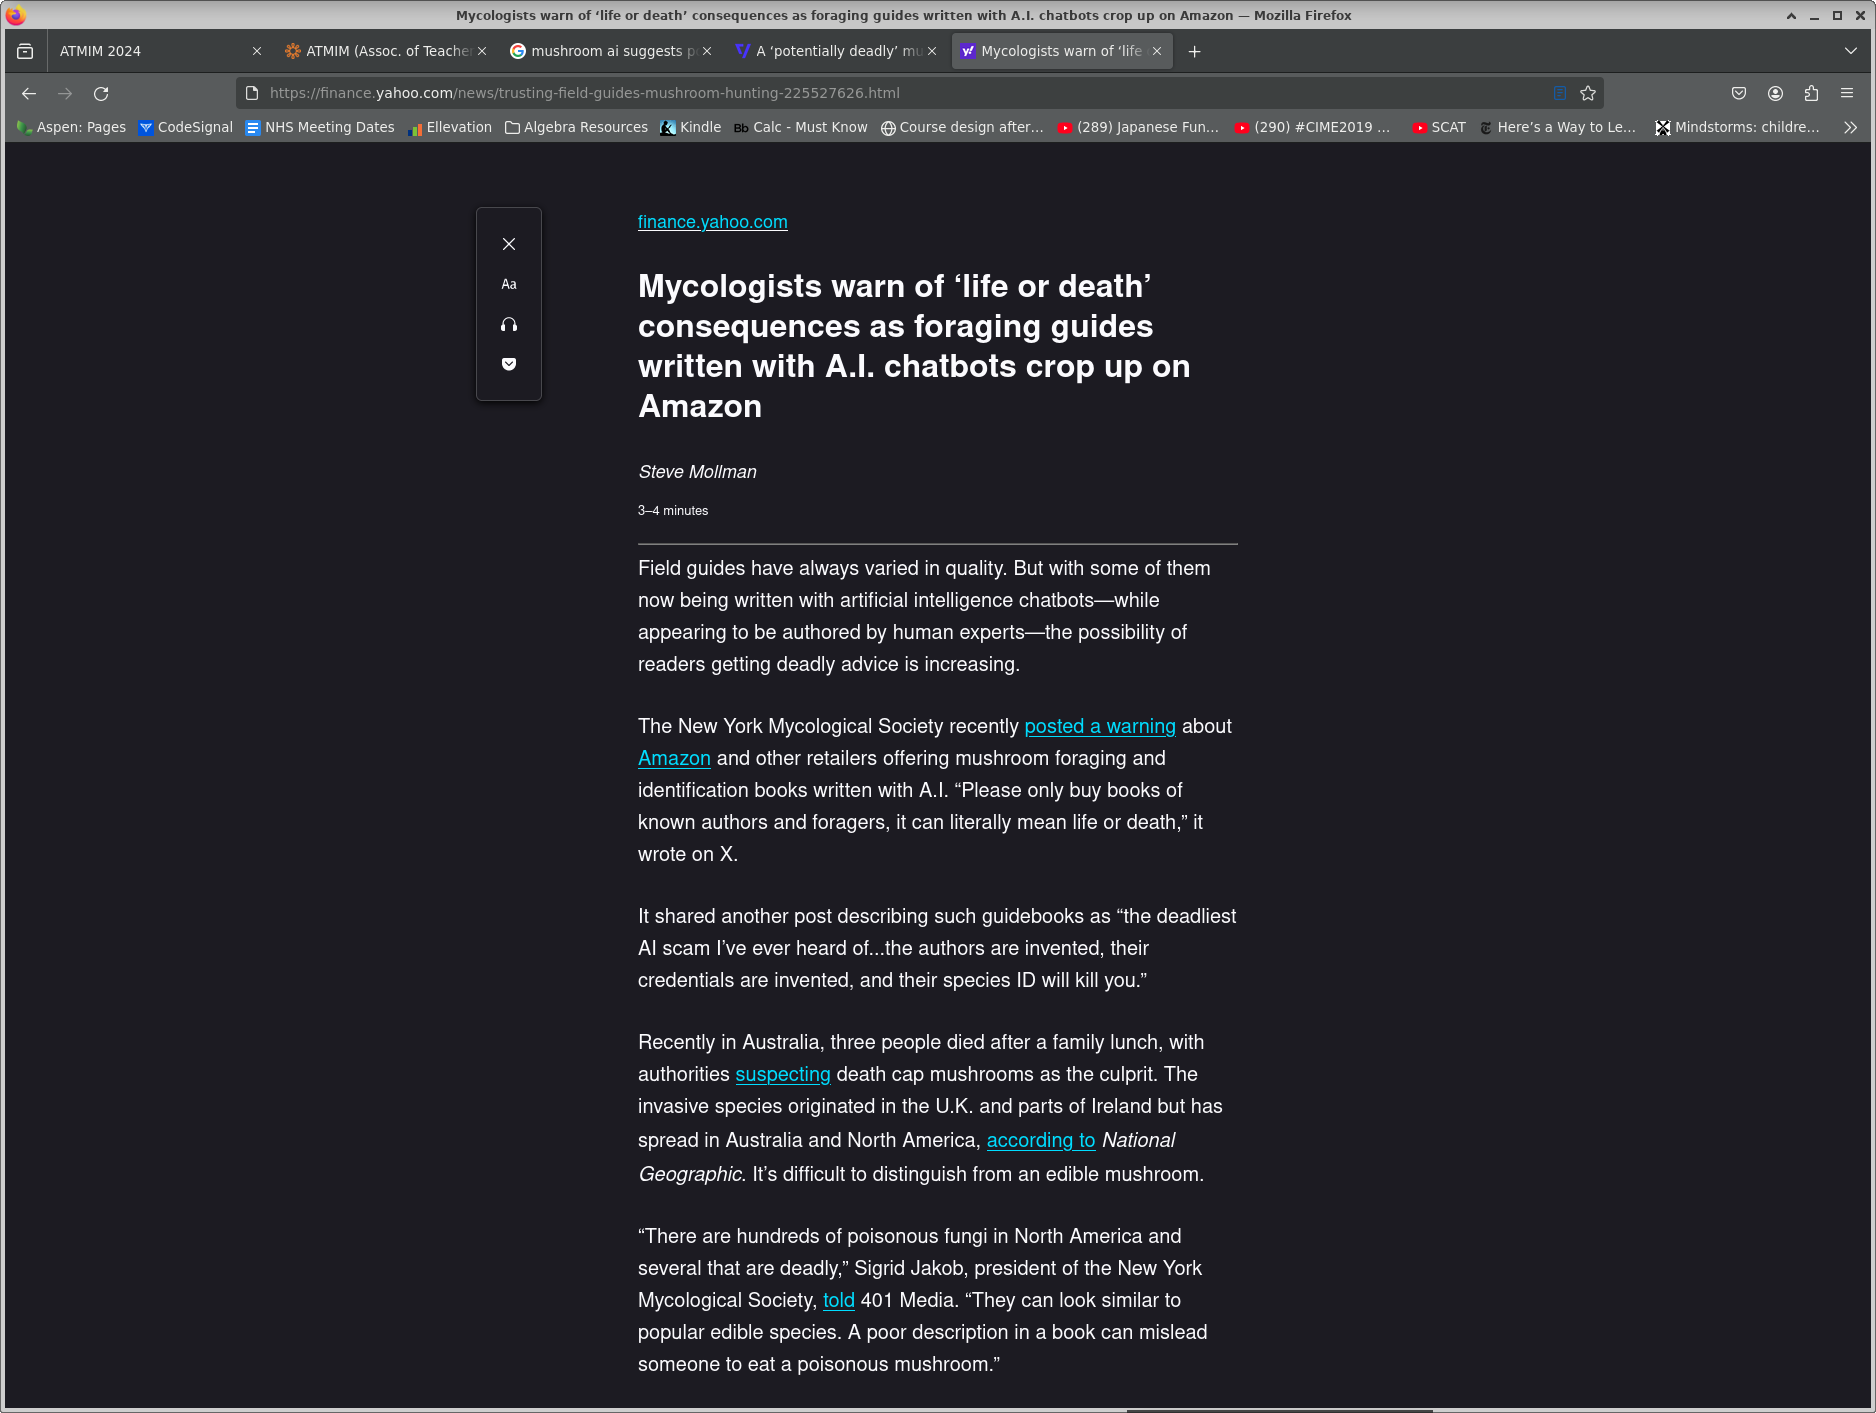 Mycologists warn of ‘life or death’ consequences as foraging guides written with A.I. chatbots crop up on Amazon — Mozilla Firefox
ATMIM 2024
ATMIM (Assoc. of Teacher
mushroom ai suggests p
A ‘potentially deadly’ mu
Mycologists warn of ‘life
https://finance.yahoo.com/news/trusting-field-guides-mushroom-hunting-225527626.html
Aspen: Pages
CodeSignal
NHS Meeting Dates
Ellevation
Algebra Resources
Kindle
Bb Calc - Must Know
Course design after...
(289) Japanese Fun...
(290) #CIME2019 ...
SCAT
Here’s a Way to Le...
Mindstorms: childre...
finance.yahoo.com
Aa
Mycologists warn of ‘life or death’
consequences as foraging guides
written with A.I. chatbots crop up on
Amazon
Steve Mollman
3–4 minutes
Field guides have always varied in quality. But with some of them
now being written with artificial intelligence chatbots—while
appearing to be authored by human experts—the possibility of
readers getting deadly advice is increasing.
The New York Mycological Society recently posted a warning about
Amazon and other retailers offering mushroom foraging and
identification books written with A.I. “Please only buy books of
known authors and foragers, it can literally mean life or death,” it
wrote on X.
It shared another post describing such guidebooks as “the deadliest
AI scam I’ve ever heard of...the authors are invented, their
credentials are invented, and their species ID will kill you.”
Recently in Australia, three people died after a family lunch, with
authorities suspecting death cap mushrooms as the culprit. The
invasive species originated in the U.K. and parts of Ireland but has
spread in Australia and North America, according to National
Geographic. It’s difficult to distinguish from an edible mushroom.
“There are hundreds of poisonous fungi in North America and
several that are deadly,” Sigrid Jakob, president of the New York
Mycological Society, told 401 Media. “They can look similar to
popular edible species. A poor description in a book can mislead
someone to eat a poisonous mushroom.”